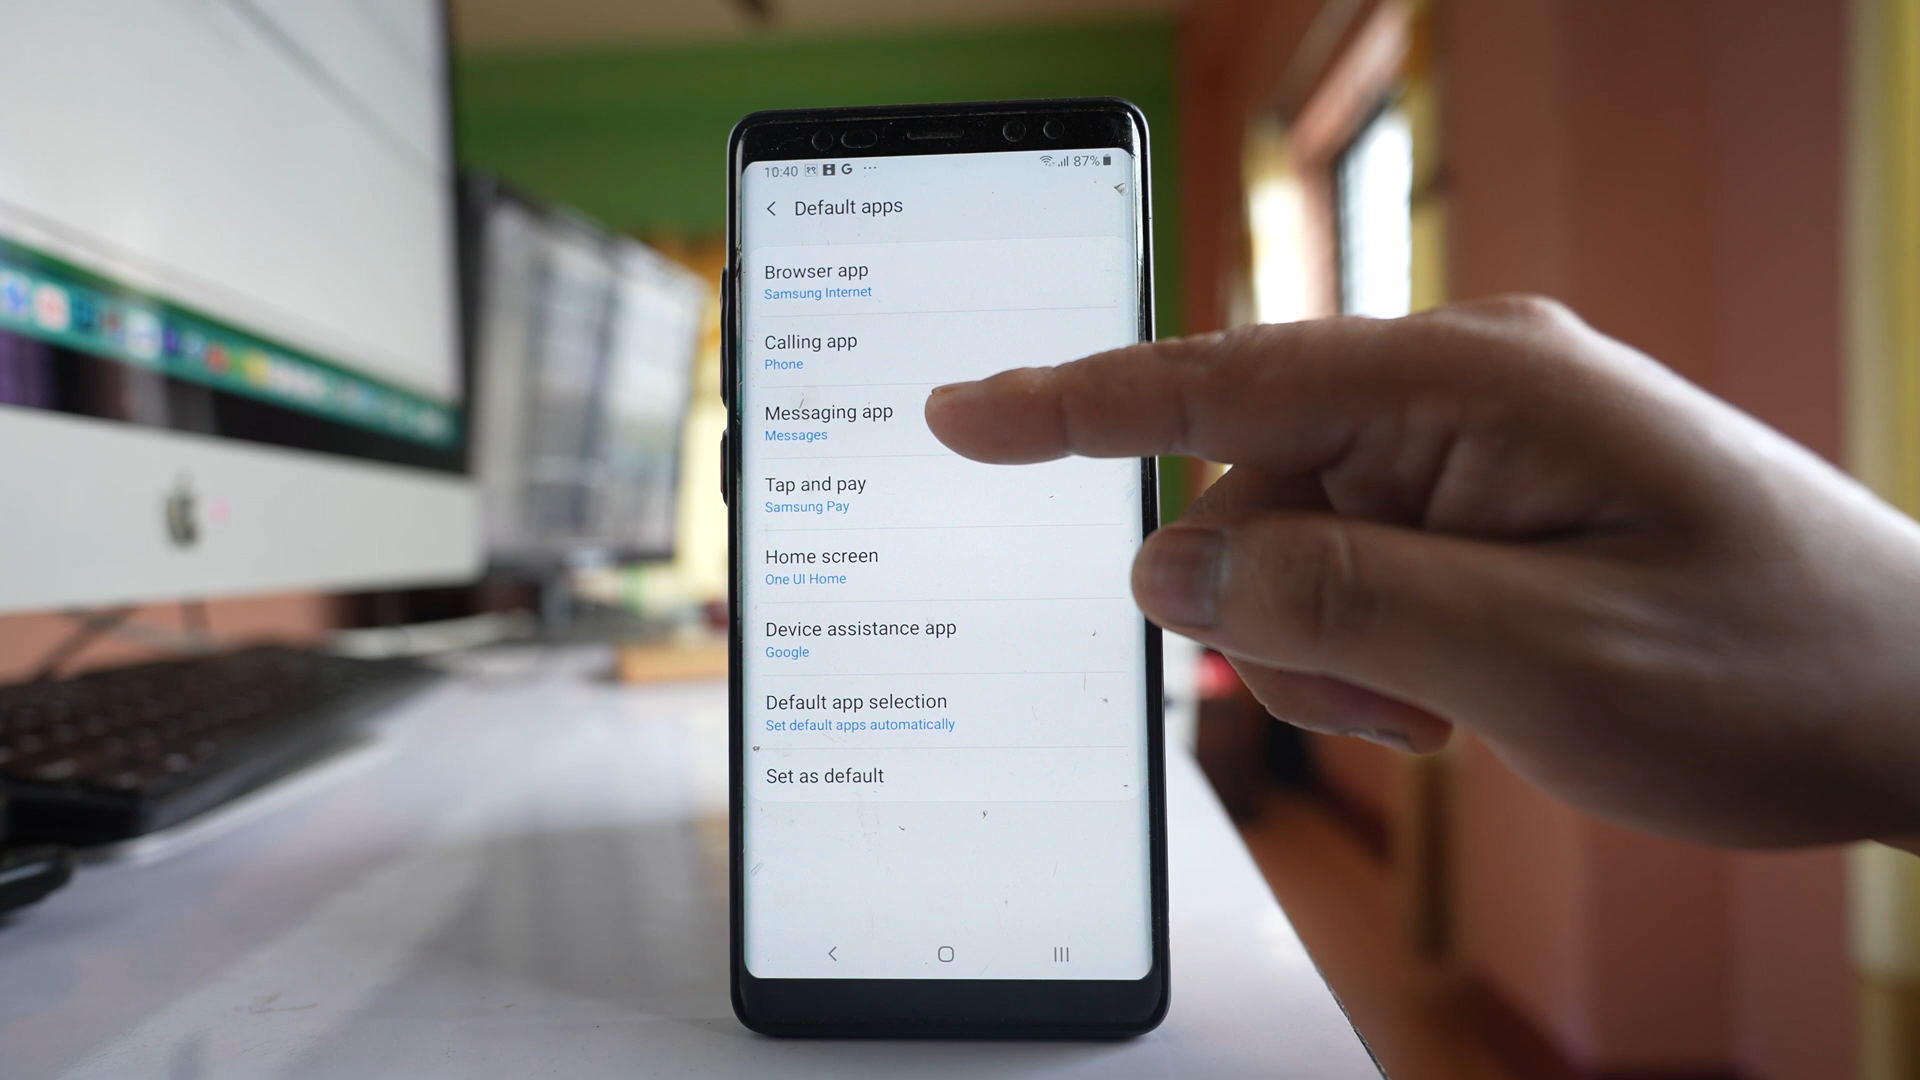 10:40 G ... 87%
Default apps
Browser app
Samsung Internet
Calling app
Phone
Messaging app
Messages
Tap and pay
Samsung Pay
Home screen
One UI Home
Device assistance app
Google
Default app selection
Set default apps automatically
Set as default